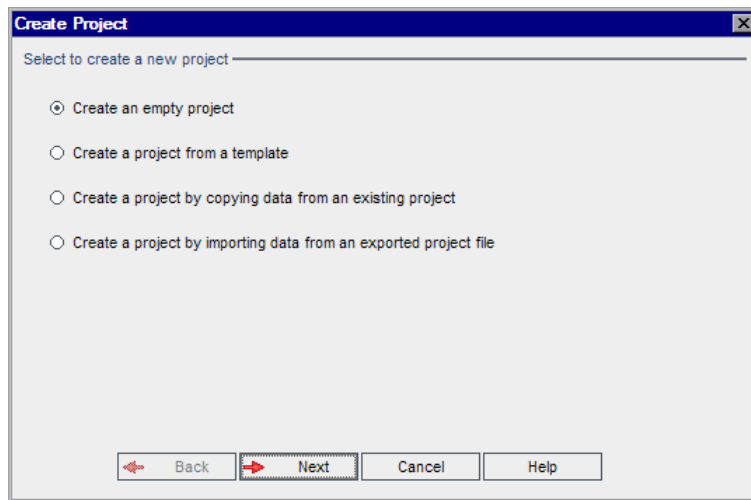 Create Project
Select to create a new project
Create an empty project
Create a project from a template
Create a project by copying data from an existing project
Create a project by importing data from an exported project file
Back Next Cancel Help